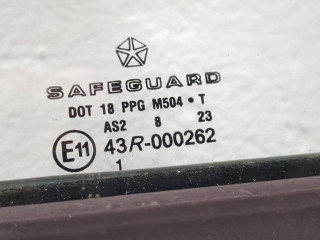 SAFEGUARD
DOT 18 PPG M504 • T
AS2 8 23
E11 43R-000262
1